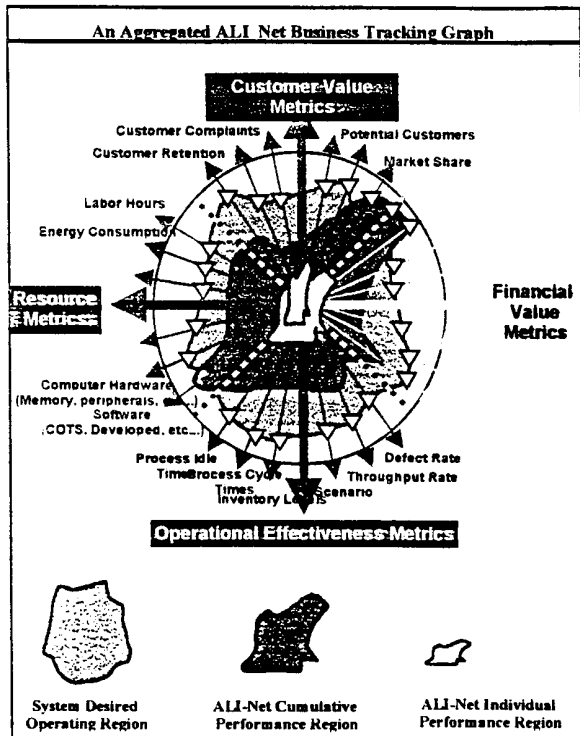 An Aggregated ALI_Net Business Tracking Graph
Customer Value
Metrics
Customer Complaints
Potential Customers
Customer Retention
Market Share
Labor Hours
Energy Consumption
Resource
Metricss
Financial
Value
Metrics
Computer Hardware
(Memory, peripherals,
Software
(COTS, Developed, etc...)
Process Idle
Time
Process Cycle
Times
Inventory Levels
Scenario
Throughput Rate
Defect Rate
Operational Effectiveness Metrics
System Desired
Operating Region
ALI-Net Cumulative
Performance Region
ALI-Net Individual
Performance Region